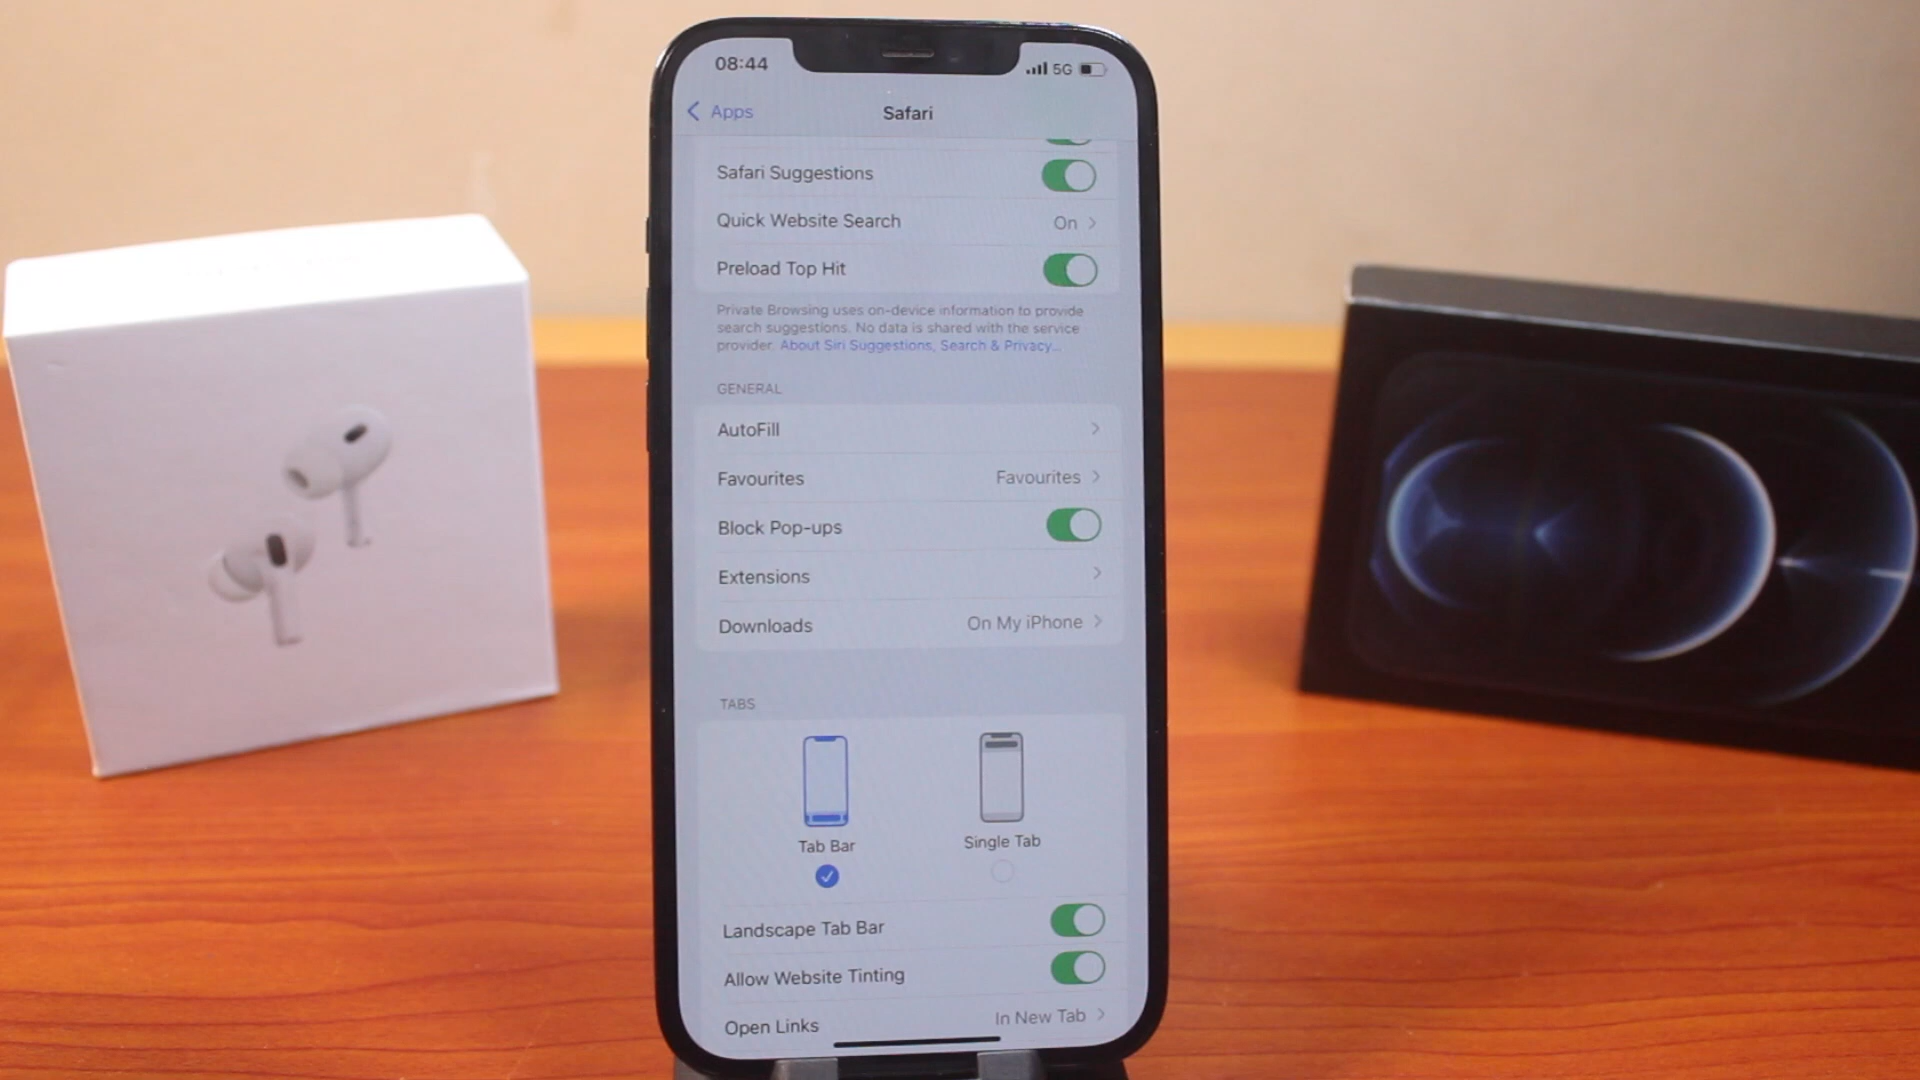 08:44
5G
Apps
Safari
Safari Suggestions
Quick Website Search On
Preload Top Hit
Private Browsing uses on-device information to provide
search suggestions. No data is shared with the service
provider. About Siri Suggestions, Search & Privacy...
GENERAL
AutoFill
Favourites Favourites
Block Pop-ups
Extensions
Downloads On My iPhone
TABS
Tab Bar Single Tab
Landscape Tab Bar
Allow Website Tinting
Open Links In New Tab